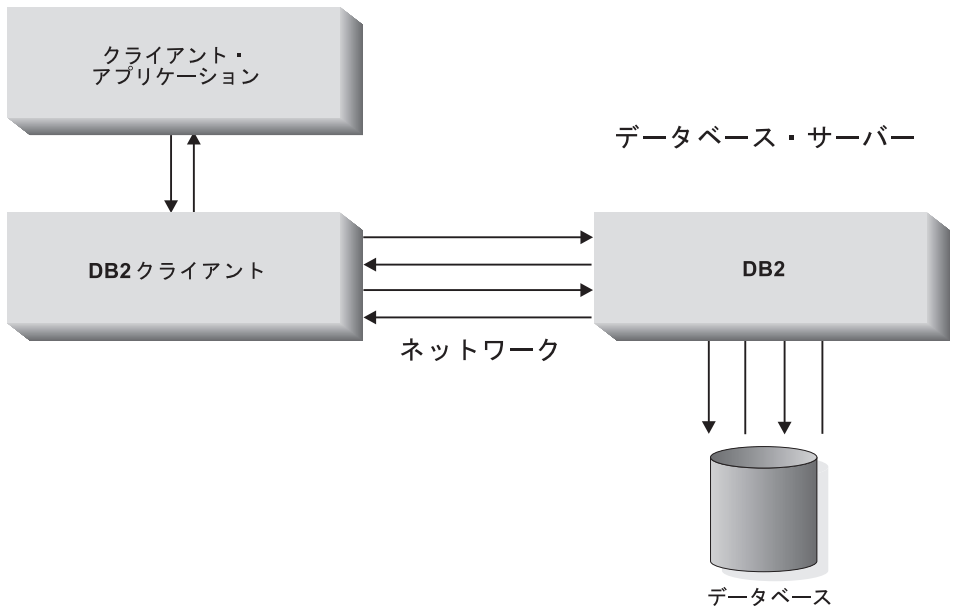 クライアント・
アプリケーション
データベース・サーバー
DB2 クライアント
DB2
ネットワーク
データベース